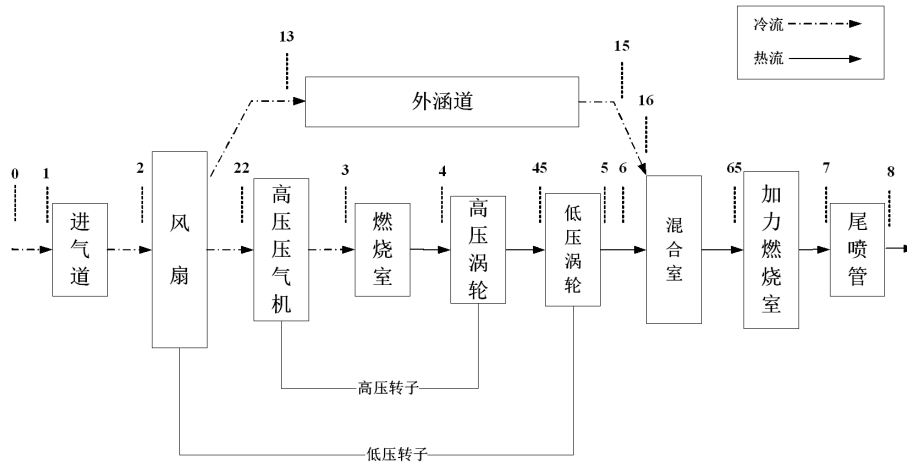 13
15
16
冷流
热流
外涵道
0
1
2
22
3
4
45
5
6
65
7
8
进气道
风扇
高压压气机
燃烧室
高压涡轮
低压涡轮
混合室
加力燃烧室
尾喷管
高压转子
低压转子